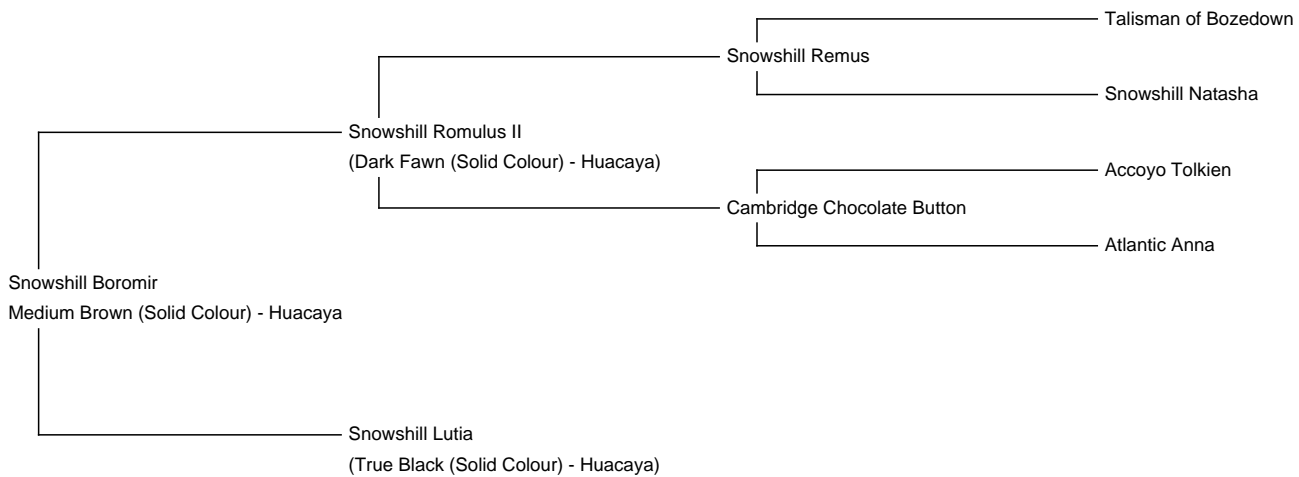 Talisman of Bozedown
Snowshill Remus
Snowshill Natasha
Snowshill Romulus II
(Dark Fawn (Solid Colour) - Huacaya)
Accoyo Tolkien
Cambridge Chocolate Button
Atlantic Anna
Snowshill Boromir
Medium Brown (Solid Colour) - Huacaya
Snowshill Lutia
(True Black (Solid Colour) - Huacaya)